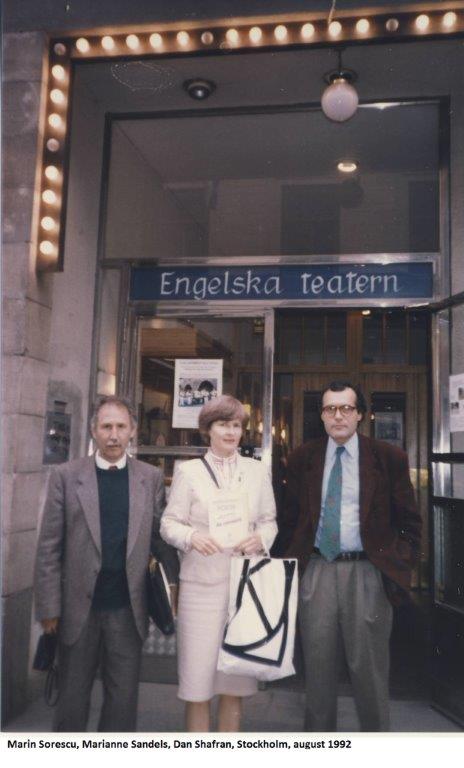 Engelska teatern
Marin Sorescu, Marianne Sandels, Dan Shafran, Stockholm, august 1992